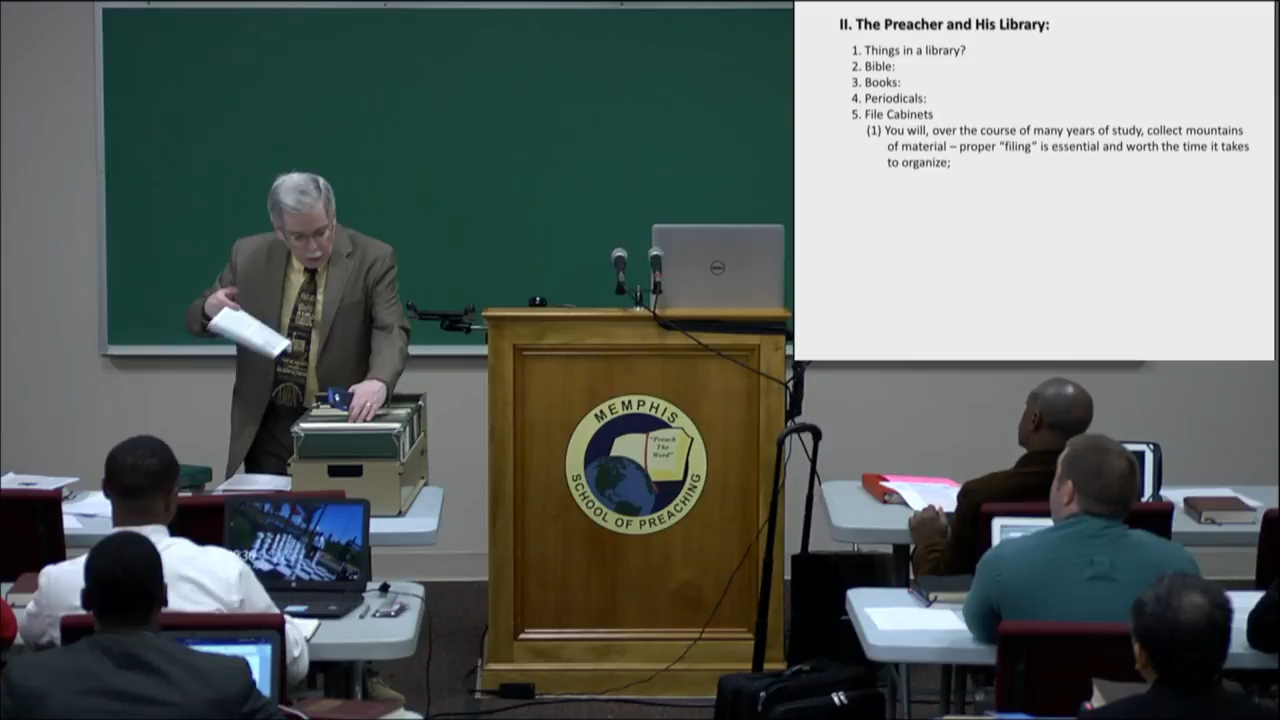 II. The Preacher and His Library:
1. Things in a library?
2. Bible:
3. Books:
4. Periodicals:
5. File Cabinets
(1) You will, over the course of many years of study, collect mountains
of material – proper “filing” is essential and worth the time it takes
to organize;
DELL
MEMPHIS
"Preach
The
Word"
SCHOOL OF PREACHING